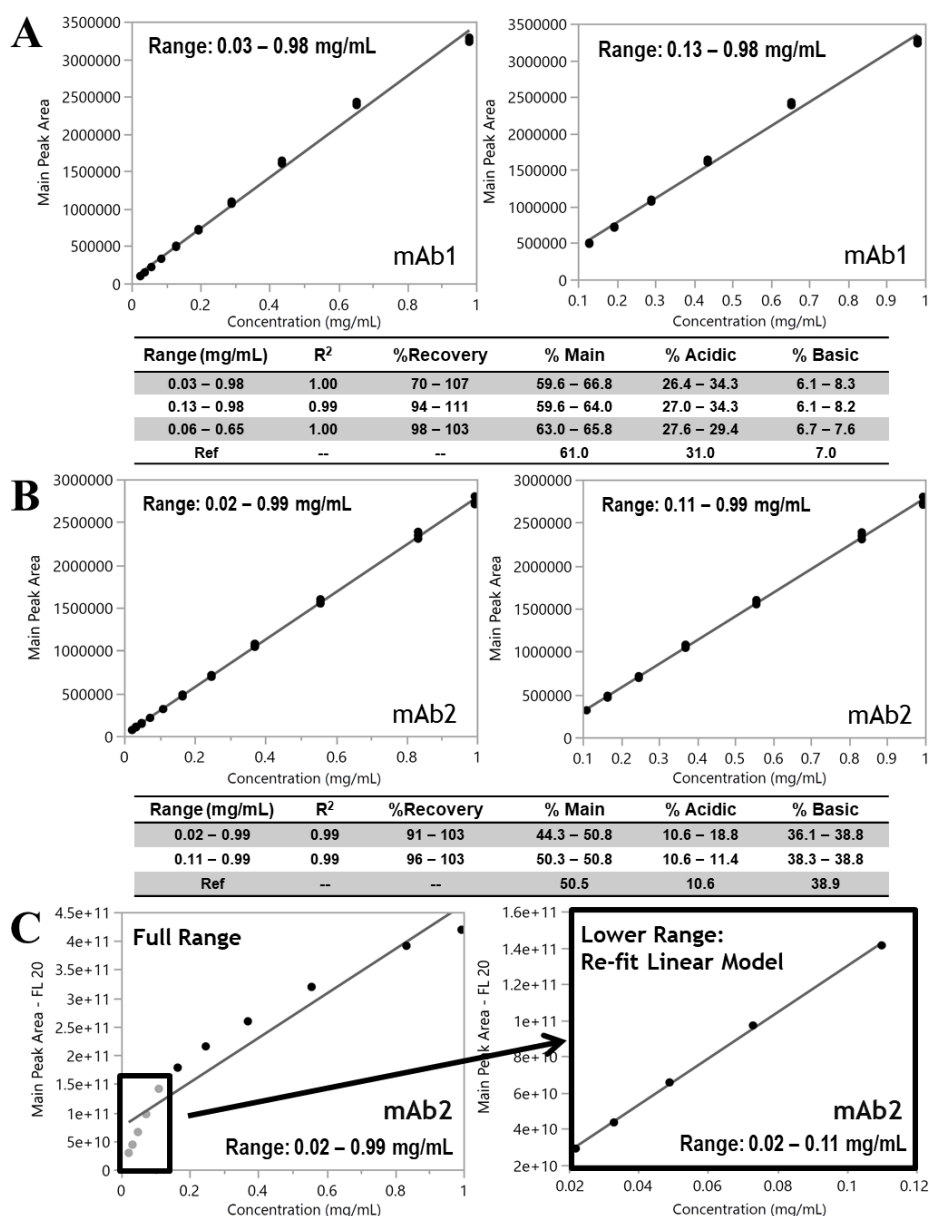 A
Range: 0.03 – 0.98 mg/mL
Main Peak Area
3500000
3000000
2500000
2000000
1500000
1000000
500000
0
0 0.2 0.4 0.6 0.8 1
Concentration (mg/mL)
mAb1
Range: 0.13 – 0.98 mg/mL
Main Peak Area
3500000
3000000
2500000
2000000
1500000
1000000
500000
0
0.1 0.2 0.3 0.4 0.5 0.6 0.7 0.8 0.9 1
Concentration (mg/mL)
mAb1
Range (mg/mL) R² %Recovery % Main % Acidic % Basic
0.03 – 0.98 1.00 70 – 107 59.6 – 66.8 26.4 – 34.3 6.1 – 8.3
0.13 – 0.98 0.99 94 – 111 59.6 – 64.0 27.0 – 34.3 6.1 – 8.2
0.06 – 0.65 1.00 98 – 103 63.0 – 65.8 27.6 – 29.4 6.7 – 7.6
Ref -- -- 61.0 31.0 7.0
B
Range: 0.02 – 0.99 mg/mL
Main Peak Area
3000000
2500000
2000000
1500000
1000000
500000
0
0 0.2 0.4 0.6 0.8 1
Concentration (mg/mL)
mAb2
Range: 0.11 – 0.99 mg/mL
Main Peak Area
3000000
2500000
2000000
1500000
1000000
500000
0
0.1 0.2 0.3 0.4 0.5 0.6 0.7 0.8 0.9 1
Concentration (mg/mL)
mAb2
Range (mg/mL) R² %Recovery % Main % Acidic % Basic
0.02 – 0.99 0.99 91 – 103 44.3 – 50.8 10.6 – 18.8 36.1 – 38.8
0.11 – 0.99 0.99 96 – 103 50.3 – 50.8 10.6 – 11.4 38.3 – 38.8
Ref -- -- 50.5 10.6 38.9
C
Full Range
Main Peak Area - FL 20
4.5e+11
4e+11
3.5e+11
3e+11
2.5e+11
2e+11
1.5e+11
1e+11
5e+10
0
0 0.2 0.4 0.6 0.8 1
Concentration (mg/mL)
mAb2
Range: 0.02 – 0.99 mg/mL
Lower Range:
Re-fit Linear Model
Main Peak Area - FL 20
1.6e+11
1.4e+11
1.2e+11
1e+11
8e+10
6e+10
4e+10
2e+10
0.02 0.04 0.06 0.08 0.1 0.12
Concentration (mg/mL)
mAb2
Range: 0.02 – 0.11 mg/mL